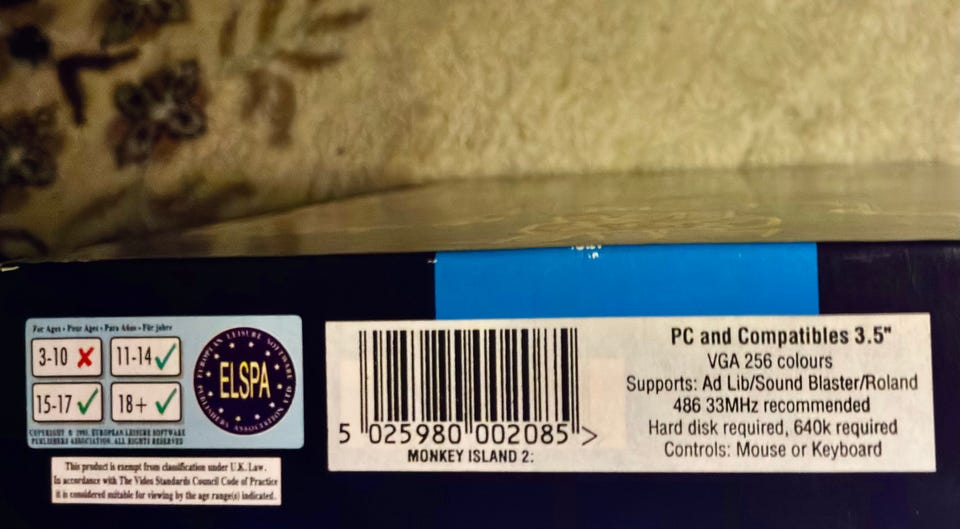 For Ages - Pour Ages - Para Años - Für jahre
3-10
11-14
15-17
18+
COPYRIGHT © 1993. EUROPEAN LEISURE SOFTWARE
PUBLISHERS ASSOCIATION. ALL RIGHTS RESERVED
EUROPEAN LEISURE SOFTWARE PUBLISHERS ASSOCIATION LTD
ELSPA
This product is exempt from classification under U.K. Law.
In accordance with The Video Standards Council Code of Practice
it is considered suitable for viewing by the age range(s) indicated.
5 025980 002085 >
MONKEY ISLAND 2:
PC and Compatibles 3.5"
VGA 256 colours
Supports: Ad Lib/Sound Blaster/Roland
486 33MHz recommended
Hard disk required, 640k required
Controls: Mouse or Keyboard